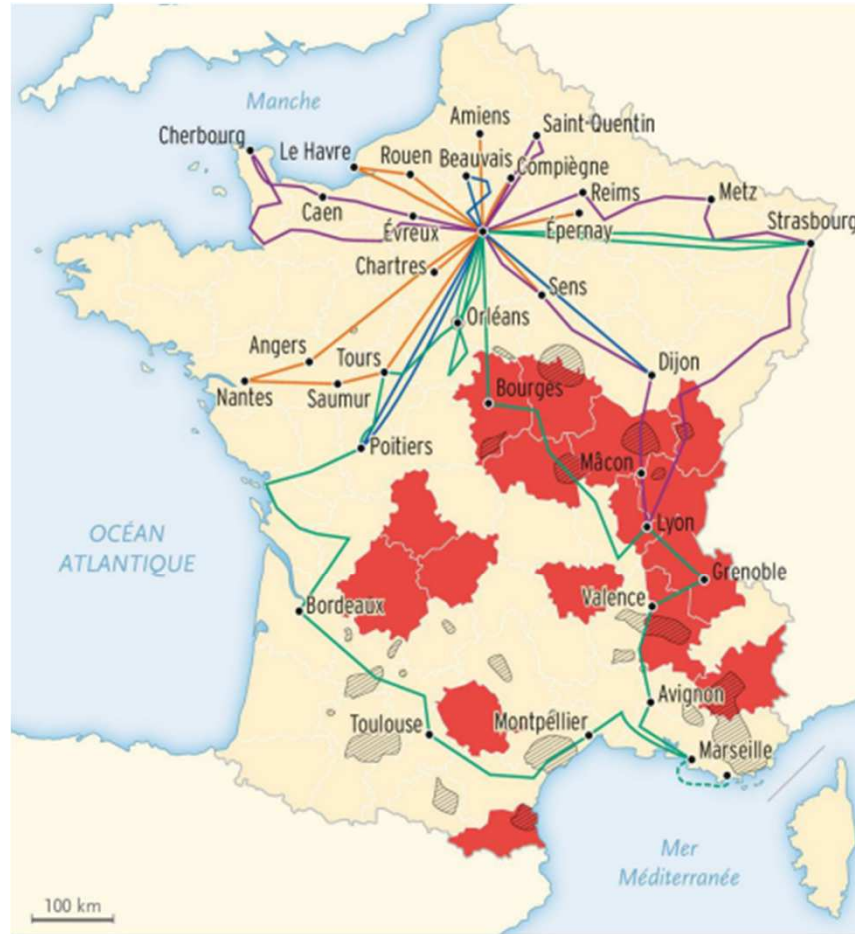 Manche
Amiens
Saint-Quentin
Cherbourg
Le Havre
Rouen
Beauvais
Compiègne
Reims
Metz
Caen
Strasbourg
Évreux
Épernay
Chartres
Sens
Orléans
Angers
Tours
Dijon
Nantes
Saumur
Bourges
Poitiers
Mâcon
OCÉAN
ATLANTIQUE
Lyon
Grenoble
Valence
Bordeaux
Avignon
Toulouse
Montpéllier
Marseille
Mer
Méditerranée
100 km